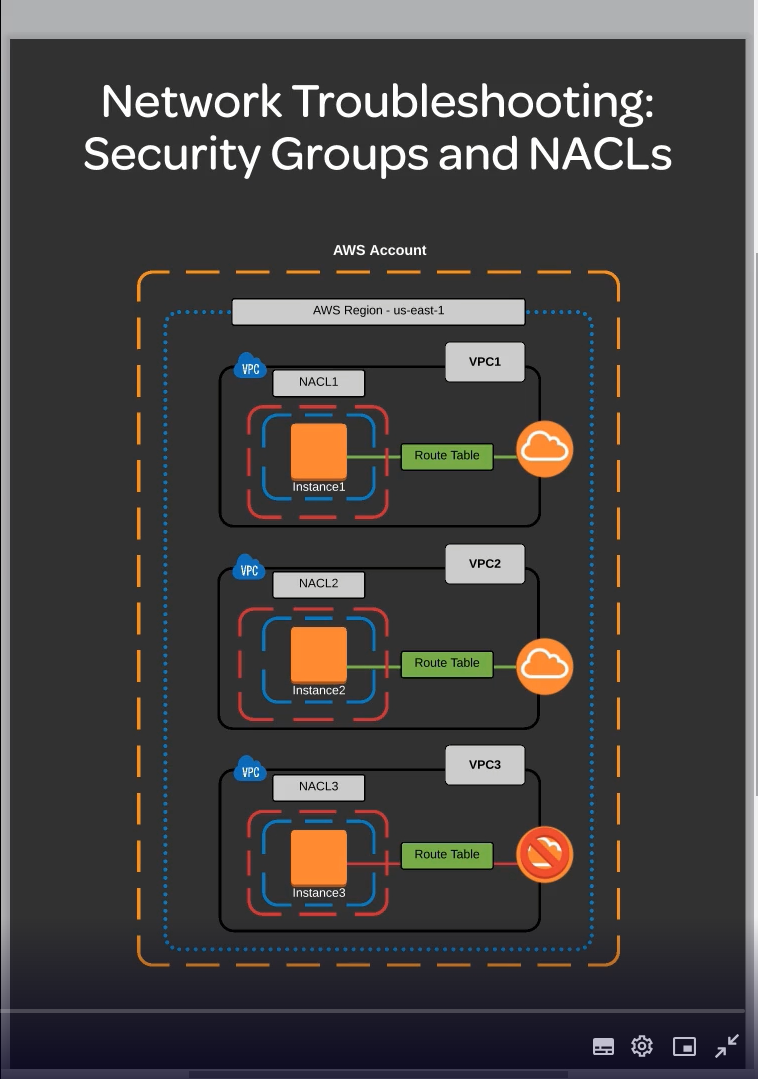 Network Troubleshooting:
Security Groups and NACLs
AWS Account
AWS Region - us-east-1
VPC
VPC1
NACL1
Route Table
Instance1
VPC
VPC2
NACL2
Route Table
Instance2
VPC
VPC3
NACL3
Route Table
Instance3